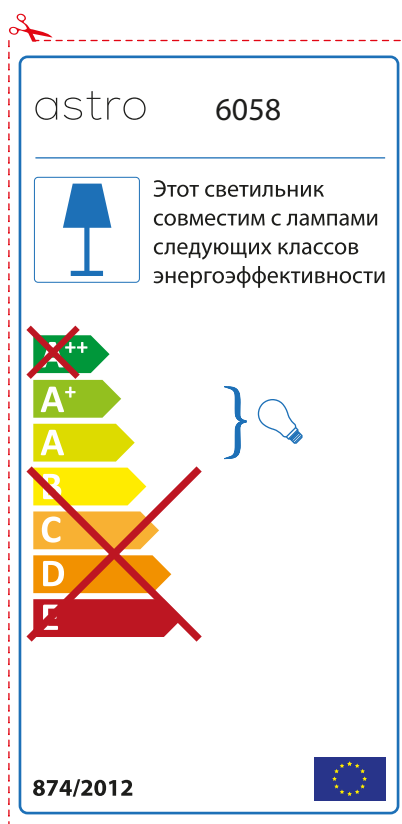 astro 6058
Этот светильник
совместим с лампами
следующих классов
энергоэффективности
A++
A+
A
B
C
D
E
874/2012